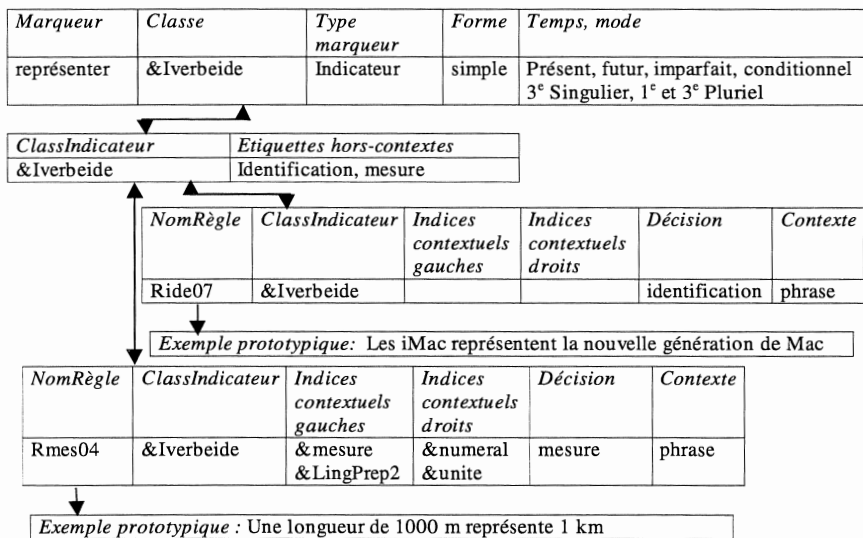 Marqueur Classe Type marqueur Forme Temps, mode
représenter &Iverbeide Indicateur simple Présent, futur, imparfait, conditionnel
3e Singulier, 1e et 3e Pluriel
ClassIndicateur Etiquettes hors-contextes
&Iverbeide Identification, mesure
NomRègle ClassIndicateur Indices contextuels gauches Indices contextuels droits Décision Contexte
Ride07 &Iverbeide identification phrase
Exemple prototypique: Les iMac représentent la nouvelle génération de Mac
NomRègle ClassIndicateur Indices contextuels gauches Indices contextuels droits Décision Contexte
Rmes04 &Iverbeide &mesure &numeral mesure phrase
&LingPrep2 &unite
Exemple prototypique : Une longueur de 1000 m représente 1 km